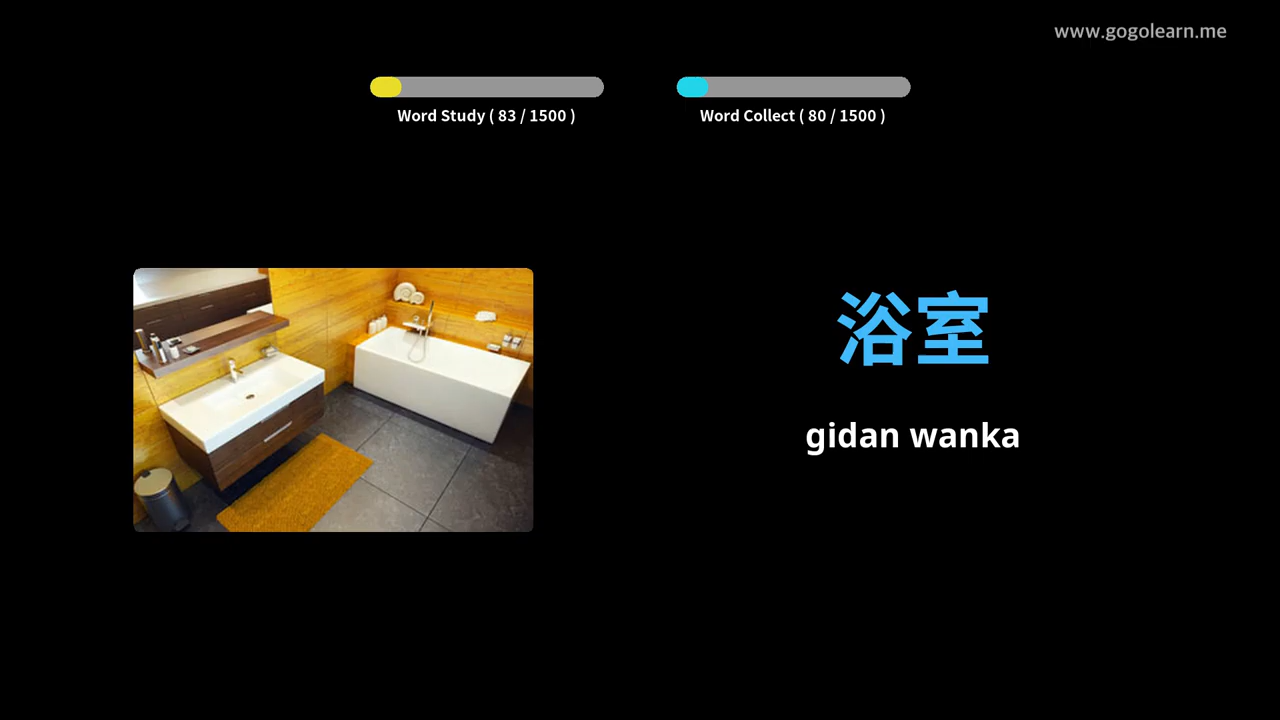 www.gogolearn.me
Word Study ( 83 / 1500 )
Word Collect ( 80 / 1500 )
浴室
gidan wanka